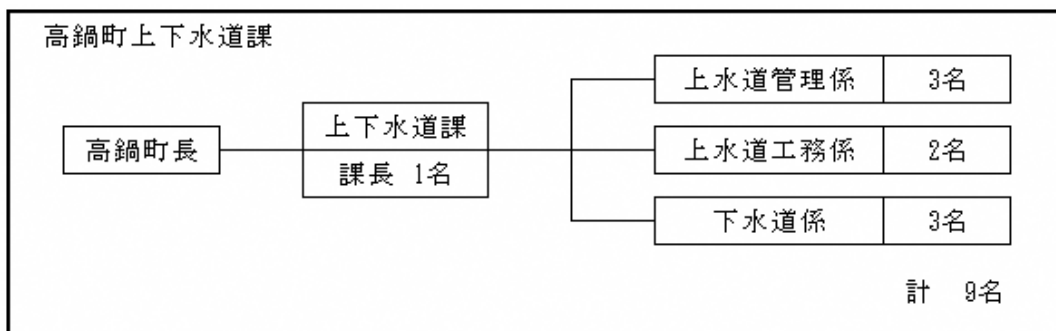 高鍋町上下水道課
高鍋町長
上下水道課
課長 1名
上水道管理係 3名
上水道工務係 2名
下水道係 3名
計 9名